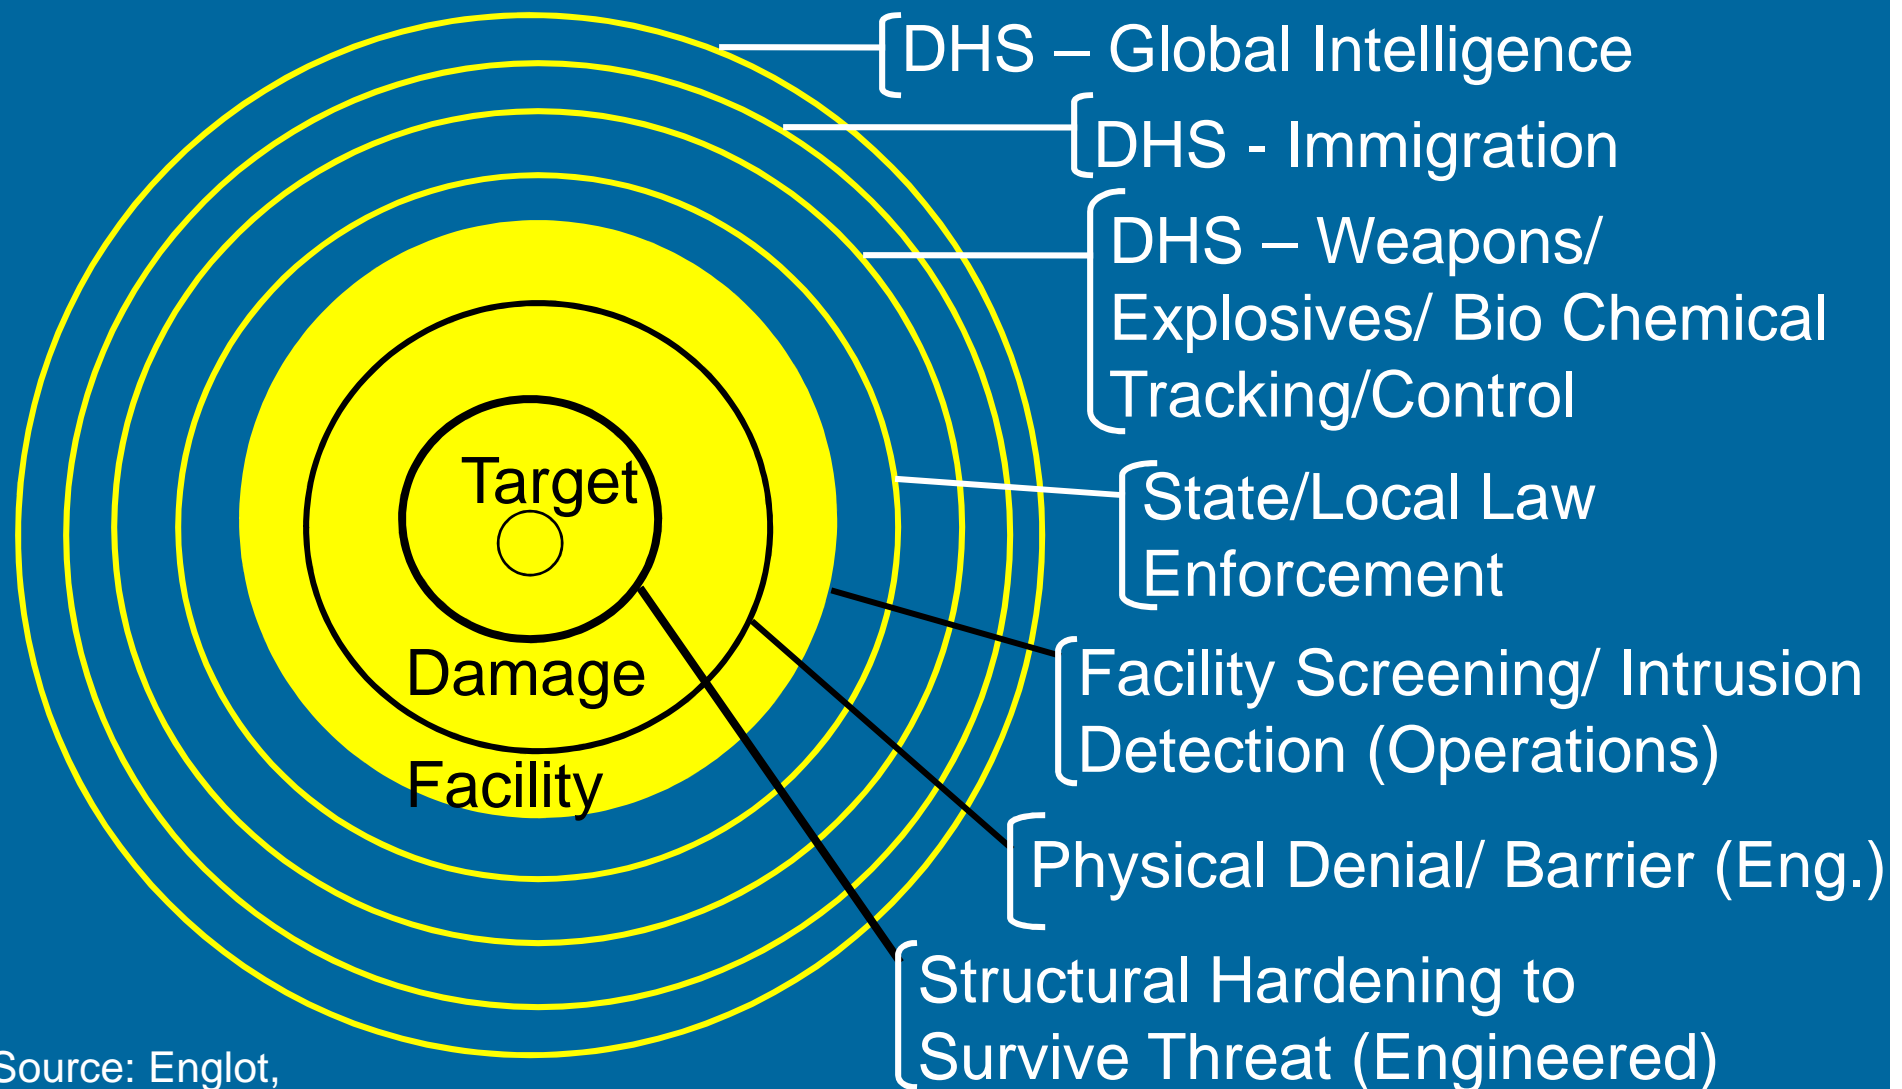 DHS – Global Intelligence
DHS - Immigration
DHS – Weapons/
Explosives/ Bio Chemical
Tracking/Control
State/Local Law
Enforcement
Target
Damage
Facility
Facility Screening/ Intrusion
Detection (Operations)
Physical Denial/ Barrier (Eng.)
Structural Hardening to
Survive Threat (Engineered)
Source: Englot,